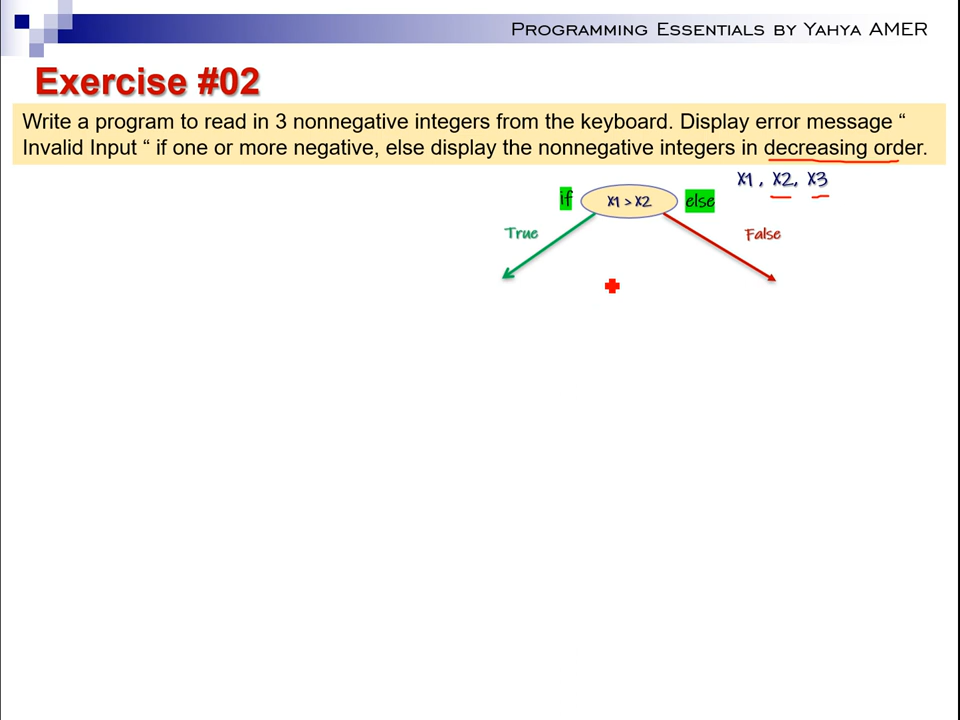 PROGRAMMING ESSENTIALS BY YAHYA AMER
Exercise #02
Write a program to read in 3 nonnegative integers from the keyboard. Display error message “
Invalid Input “ if one or more negative, else display the nonnegative integers in decreasing order.
X1 , X2, X3
if X1 > X2 else
True False